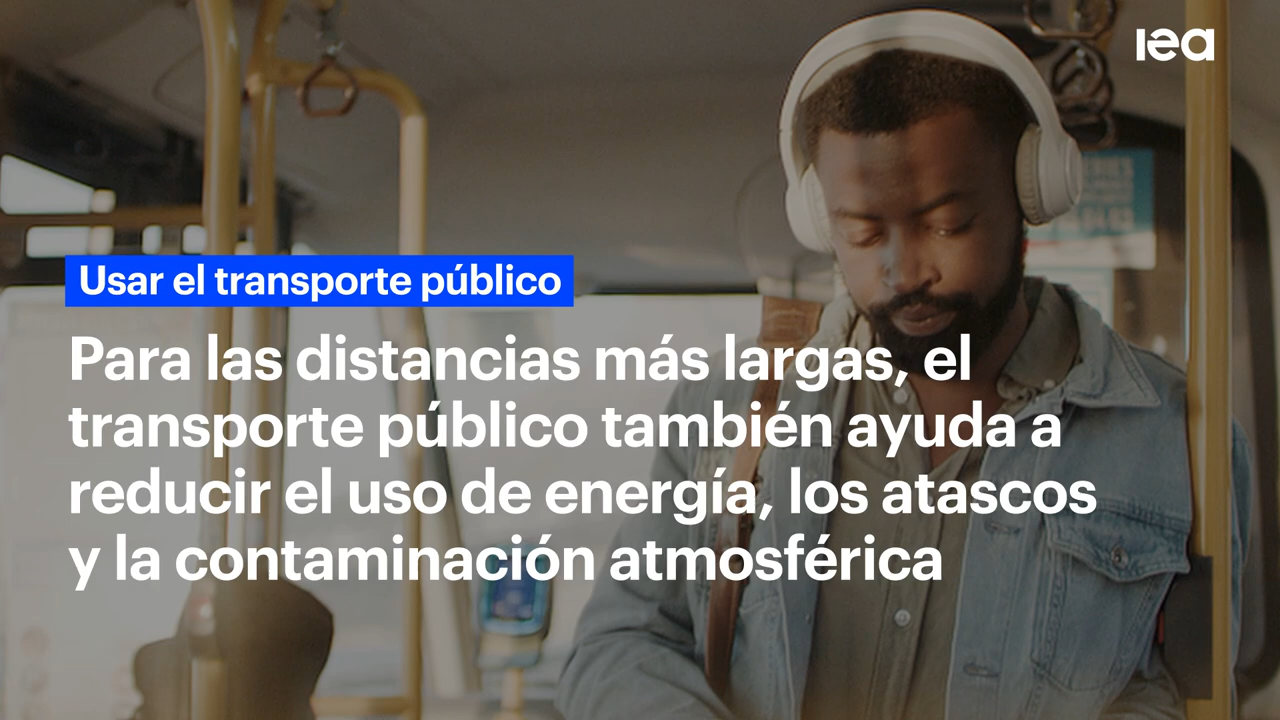 iea
Usar el transporte público
Para las distancias más largas, el
transporte público también ayuda a
reducir el uso de energía, los atascos
y la contaminación atmosférica